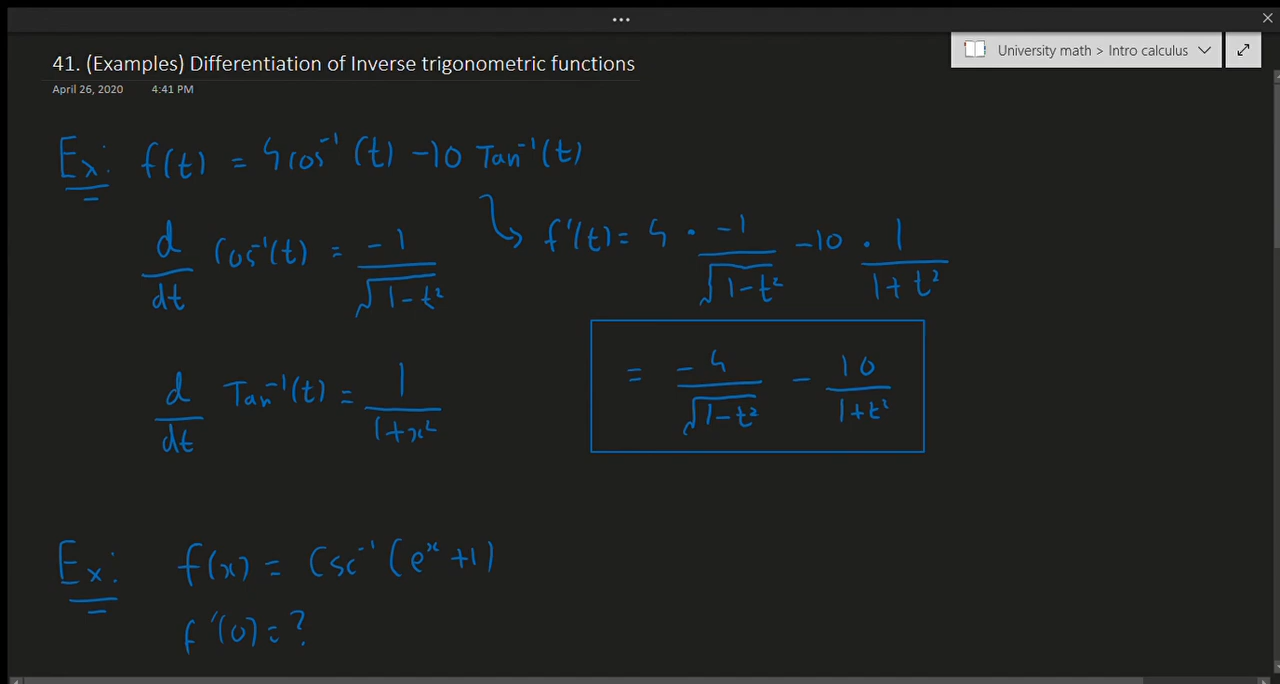 •••
41. (Examples) Differentiation of Inverse trigonometric functions
University math > Intro calculus
April 26, 2020 4:41 PM
Ex: f(t) = 4cos⁻¹(t) -10 Tan⁻¹(t)
d/dt Cos⁻¹(t) = -1/√(1-t²)
f'(t) = 4 · -1/√(1-t²) -10 · 1/(1+t²)
d/dt Tan⁻¹(t) = 1/(1+x²)
= -4/√(1-t²) - 10/(1+t²)
Ex: f(x) = Csc⁻¹(eˣ+1)
f'(0) = ?